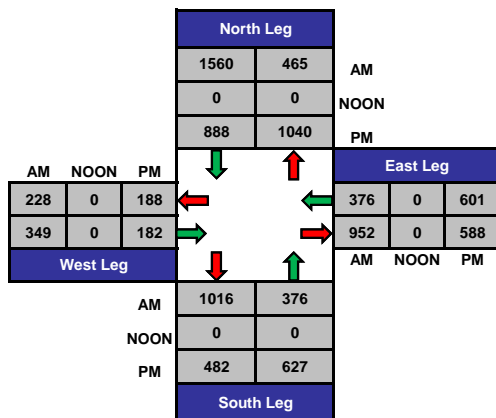 North Leg
1560 465 AM
0 0 NOON
888 1040 PM
AM NOON PM East Leg
228 0 188 376 0 601
349 0 182 952 0 588
West Leg AM NOON PM
AM 1016 376
NOON 0 0
PM 482 627
South Leg